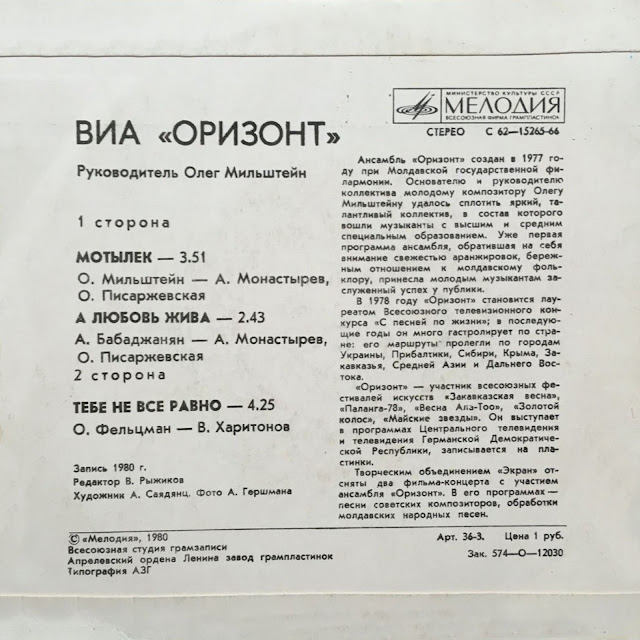 МИНИСТЕРСТВО КУЛЬТУРЫ СССР
МЕЛОДИЯ
ВСЕСОЮЗНАЯ ФИРМА ГРАМПЛАСТИНОК
СТЕРЕО С 62—15265-66
ВИА «ОРИЗОНТ»
Руководитель Олег Мильштейн
1 сторона
МОТЫЛЕК — 3.51
О. Мильштейн — А. Монастырев,
О. Писаржевская
А ЛЮБОВЬ ЖИВА — 2.43
А. Бабаджанян — А. Монастырев,
О. Писаржевская
2 сторона
ТЕБЕ НЕ ВСЕ РАВНО — 4.25
О. Фельцман — В. Харитонов
Запись 1980 г.
Редактор В. Рыжиков
Художник А. Саядянц. Фото А. Гершмана
Ансамбль «Оризонт» создан в 1977 го-
ду при Молдавской государственной фи-
лармонии. Основателю и руководителю
коллектива молодому композитору Олегу
Мильштейну удалось сплотить яркий, та-
лантливый коллектив, в состав которого
вошли музыканты с высшим и средним
специальным образованием. Уже первая
программа ансамбля, обратившая на себя
внимание свежестью аранжировок, береж-
ным отношением к молдавскому фоль-
клору, принесла молодым музыкантам за-
служенный успех у публики.
В 1978 году «Оризонт» становится лау-
реатом Всесоюзного телевизионного кон-
курса «С песней по жизни»; в последую-
щие годы он много гастролирует по стра-
не: его маршруты пролегли по городам
Украины, Прибалтики, Сибири, Крыма, За-
кавказья, Средней Азии и Дальнего Вос-
тока.
«Оризонт» — участник всесоюзных фе-
стивалей искусств «Закавказская весна»,
«Паланга-78», «Весна Ала-Тоо», «Золотой
колос», «Майские звезды». Он выступает
в программах Центрального телевидения
и телевидения Германской Демократиче-
ской Республики, записывается на пла-
стинки.
Творческим объединением «Экран» от-
сняты два фильма-концерта с участием
ансамбля «Оризонт». В его программах—
песни советских композиторов, обработки
молдавских народных песен.
© «Мелодия», 1980
Всесоюзная студия грамзаписи
Апрелевский ордена Ленина завод грампластинок
Типография АЗГ
Арт. 36-3. Цена 1 руб.
Зак. 574—О—12030